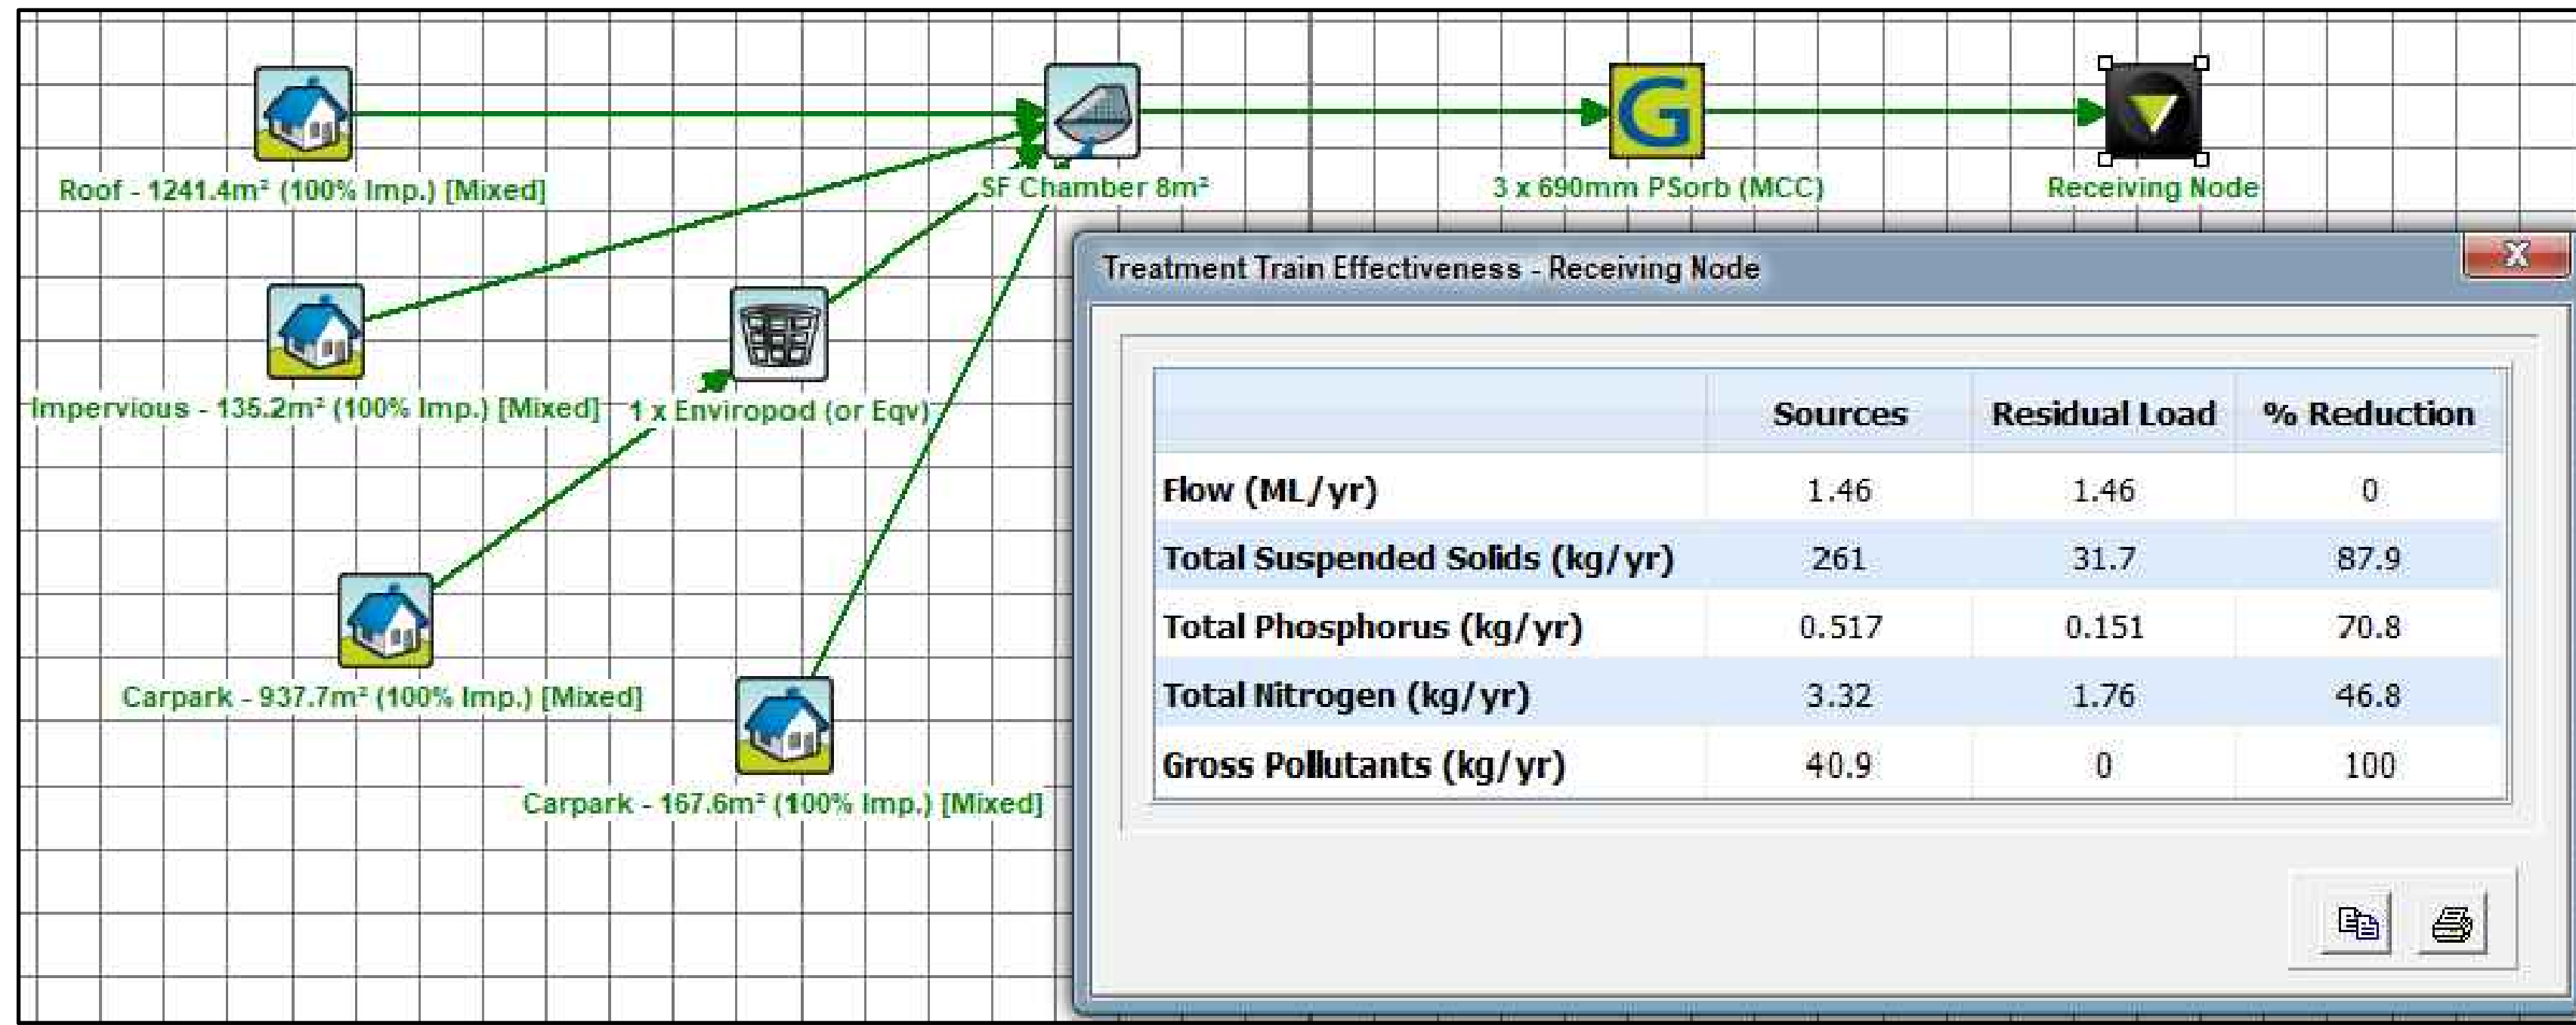 Roof - 1241.4m² (100% Imp.) [Mixed]
SF Chamber 8m²
G
3 x 690mm PSorb (MCC)
Receiving Node
Impervious - 135.2m² (100% Imp.) [Mixed]
1 x Enviropod (or Eqv)
Carpark - 937.7m² (100% Imp.) [Mixed]
Carpark - 167.6m² (100% Imp.) [Mixed]
Treatment Train Effectiveness - Receiving Node
Sources Residual Load % Reduction
Flow (ML/yr) 1.46 1.46 0
Total Suspended Solids (kg/yr) 261 31.7 87.9
Total Phosphorus (kg/yr) 0.517 0.151 70.8
Total Nitrogen (kg/yr) 3.32 1.76 46.8
Gross Pollutants (kg/yr) 40.9 0 100